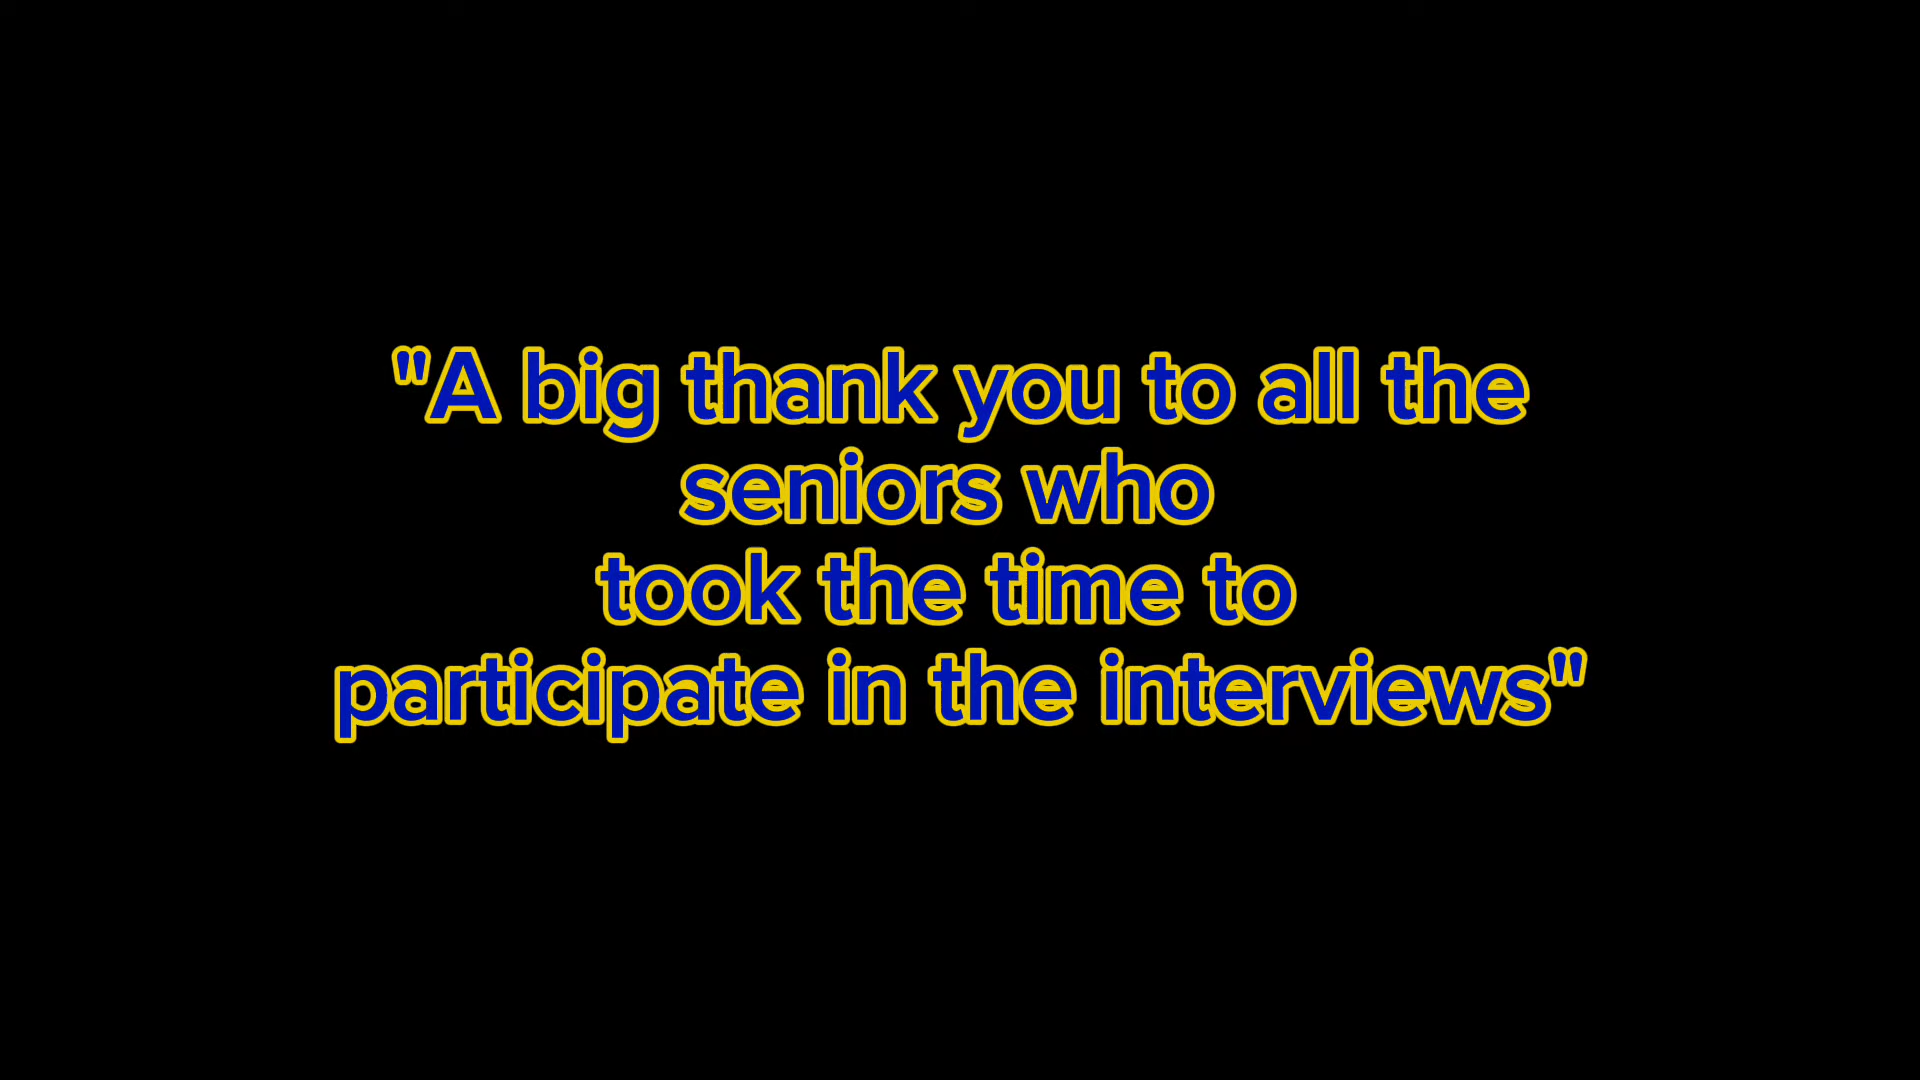 "A big thank you to all the
seniors who
took the time to
participate in the interviews"